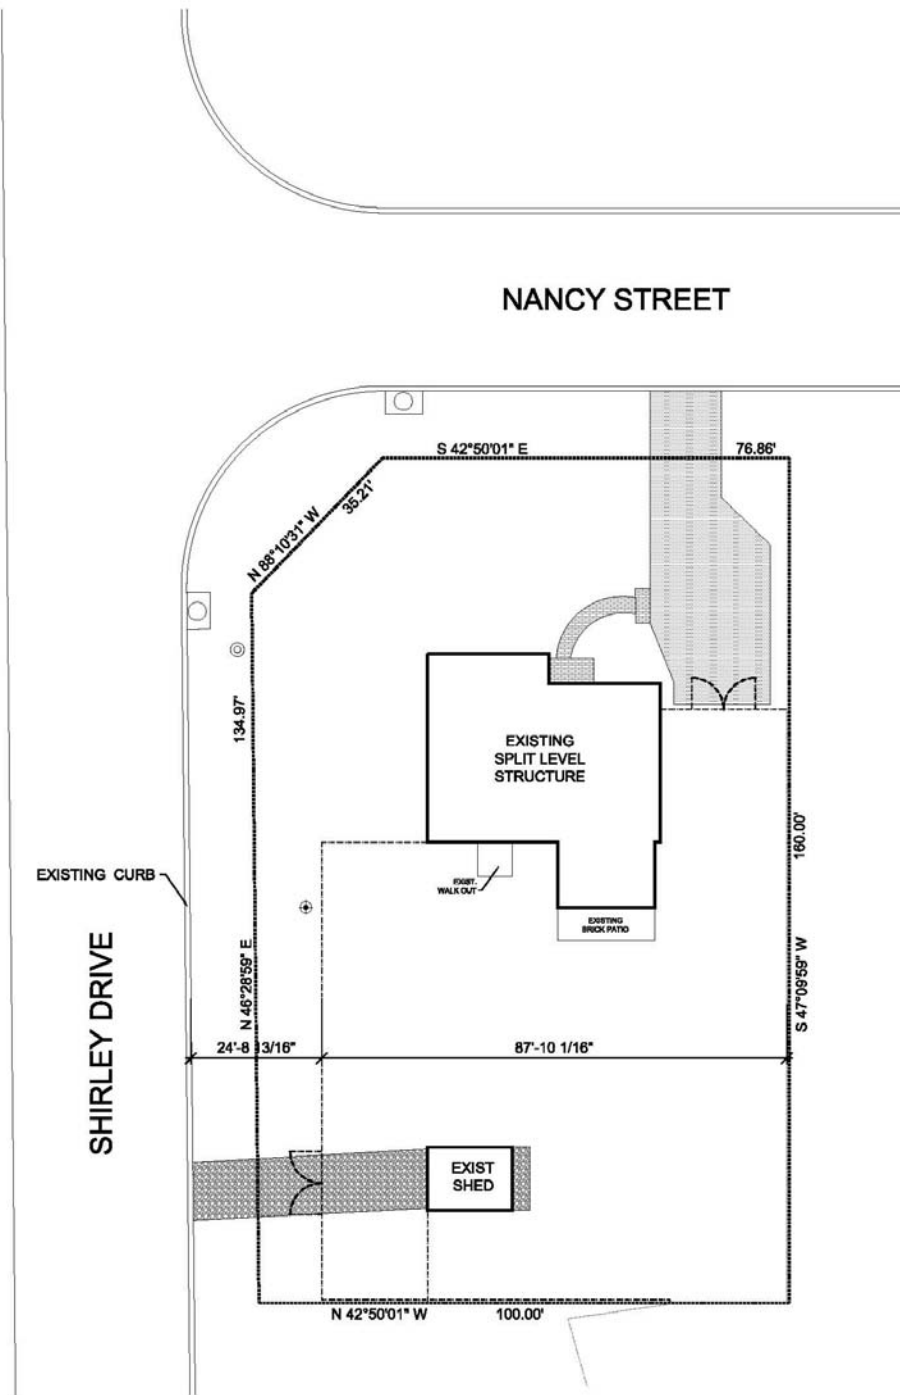 NANCY STREET
S 42°50'01" E
76.86'
N 88°10'31" W
35.21'
134.97'
EXISTING
SPLIT LEVEL
STRUCTURE
160.00'
EXISTING CURB
EXIST.
WALK OUT
EXISTING
BRICK PATIO
SHIRLEY DRIVE
N 46°28'59" E
S 47°09'59" W
24'-8 13/16"
87'-10 1/16"
EXIST
SHED
N 42°50'01" W
100.00'